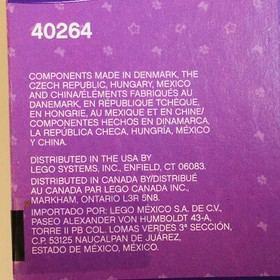 40264
COMPONENTS MADE IN DENMARK, THE
CZECH REPUBLIC, HUNGARY, MEXICO
AND CHINA/ÉLÉMENTS FABRIQUÉS AU
DANEMARK, EN RÉPUBLIQUE TCHÈQUE,
EN HONGRIE, AU MEXIQUE ET EN CHINE/
COMPONENTES HECHOS EN DINAMARCA,
LA REPÚBLICA CHECA, HUNGRÍA, MÉXICO
Y CHINA.
DISTRIBUTED IN THE USA BY
LEGO SYSTEMS, INC., ENFIELD, CT 06083.
DISTRIBUTED IN CANADA BY/DISTRIBUÉ
AU CANADA PAR LEGO CANADA INC.,
MARKHAM, ONTARIO L3R 5N8.
IMPORTADO POR: LEGO MÉXICO S.A. DE C.V.,
PASEO ALEXANDER VON HUMBOLDT 43-A,
TORRE II PB COL. LOMAS VERDES 3ª SECCIÓN,
C.P. 53125 NAUCALPAN DE JUÁREZ,
ESTADO DE MÉXICO, MÉXICO.